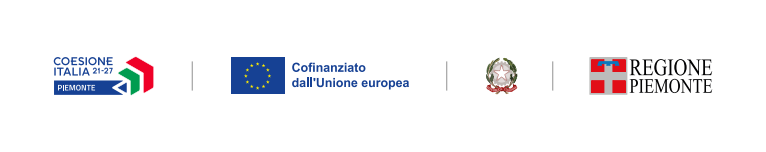 COESIONE
ITALIA 21-27
PIEMONTE
Cofinanziato
dall'Unione europea
REGIONE
PIEMONTE